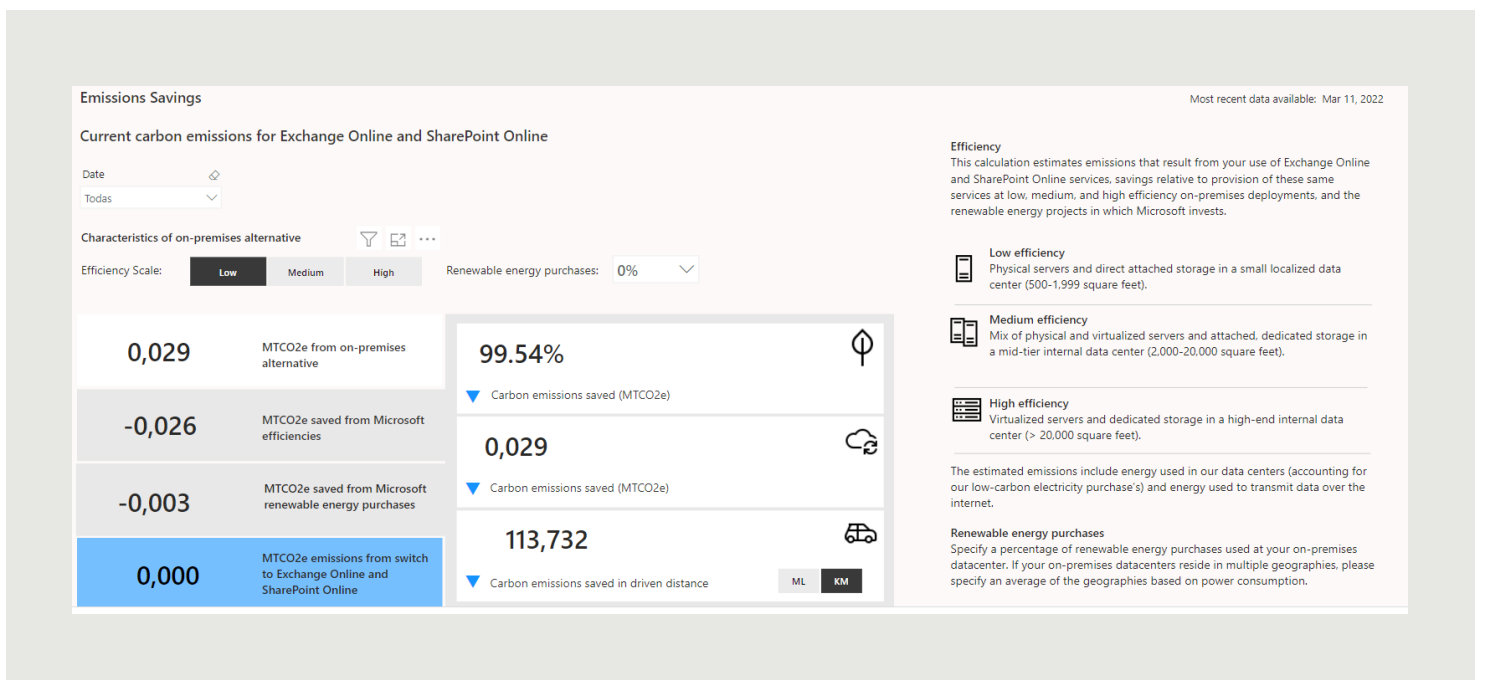 Emissions Savings
Most recent data available: Mar 11, 2022
Current carbon emissions for Exchange Online and SharePoint Online
Date
Todas
Characteristics of on-premises alternative
Efficiency Scale:
Low
Medium
High
Renewable energy purchases:
0%
0,029
MTCO2e from on-premises
alternative
-0,026
MTCO2e saved from Microsoft
efficiencies
-0,003
MTCO2e saved from Microsoft
renewable energy purchases
0,000
MTCO2e emissions from switch
to Exchange Online and
SharePoint Online
99.54%
Carbon emissions saved (MTCO2e)
0,029
Carbon emissions saved (MTCO2e)
113,732
Carbon emissions saved in driven distance
ML
KM
Efficiency
This calculation estimates emissions that result from your use of Exchange Online
and SharePoint Online services, savings relative to provision of these same
services at low, medium, and high efficiency on-premises deployments, and the
renewable energy projects in which Microsoft invests.
Low efficiency
Physical servers and direct attached storage in a small localized data
center (500-1,999 square feet).
Medium efficiency
Mix of physical and virtualized servers and attached, dedicated storage in
a mid-tier internal data center (2,000-20,000 square feet).
High efficiency
Virtualized servers and dedicated storage in a high-end internal data
center (> 20,000 square feet).
The estimated emissions include energy used in our data centers (accounting for
our low-carbon electricity purchase's) and energy used to transmit data over the
internet.
Renewable energy purchases
Specify a percentage of renewable energy purchases used at your on-premises
datacenter. If your on-premises datacenters reside in multiple geographies, please
specify an average of the geographies based on power consumption.